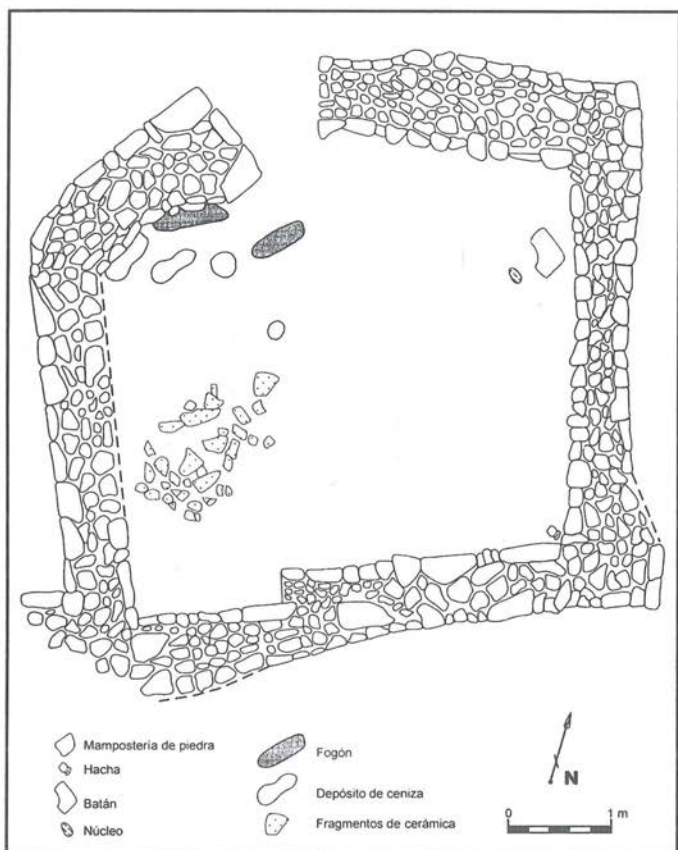 Mampostería de piedra
Hacha
Batán
Núcleo
Fogón
Depósito de ceniza
Fragmentos de cerámica
N
0 1 m